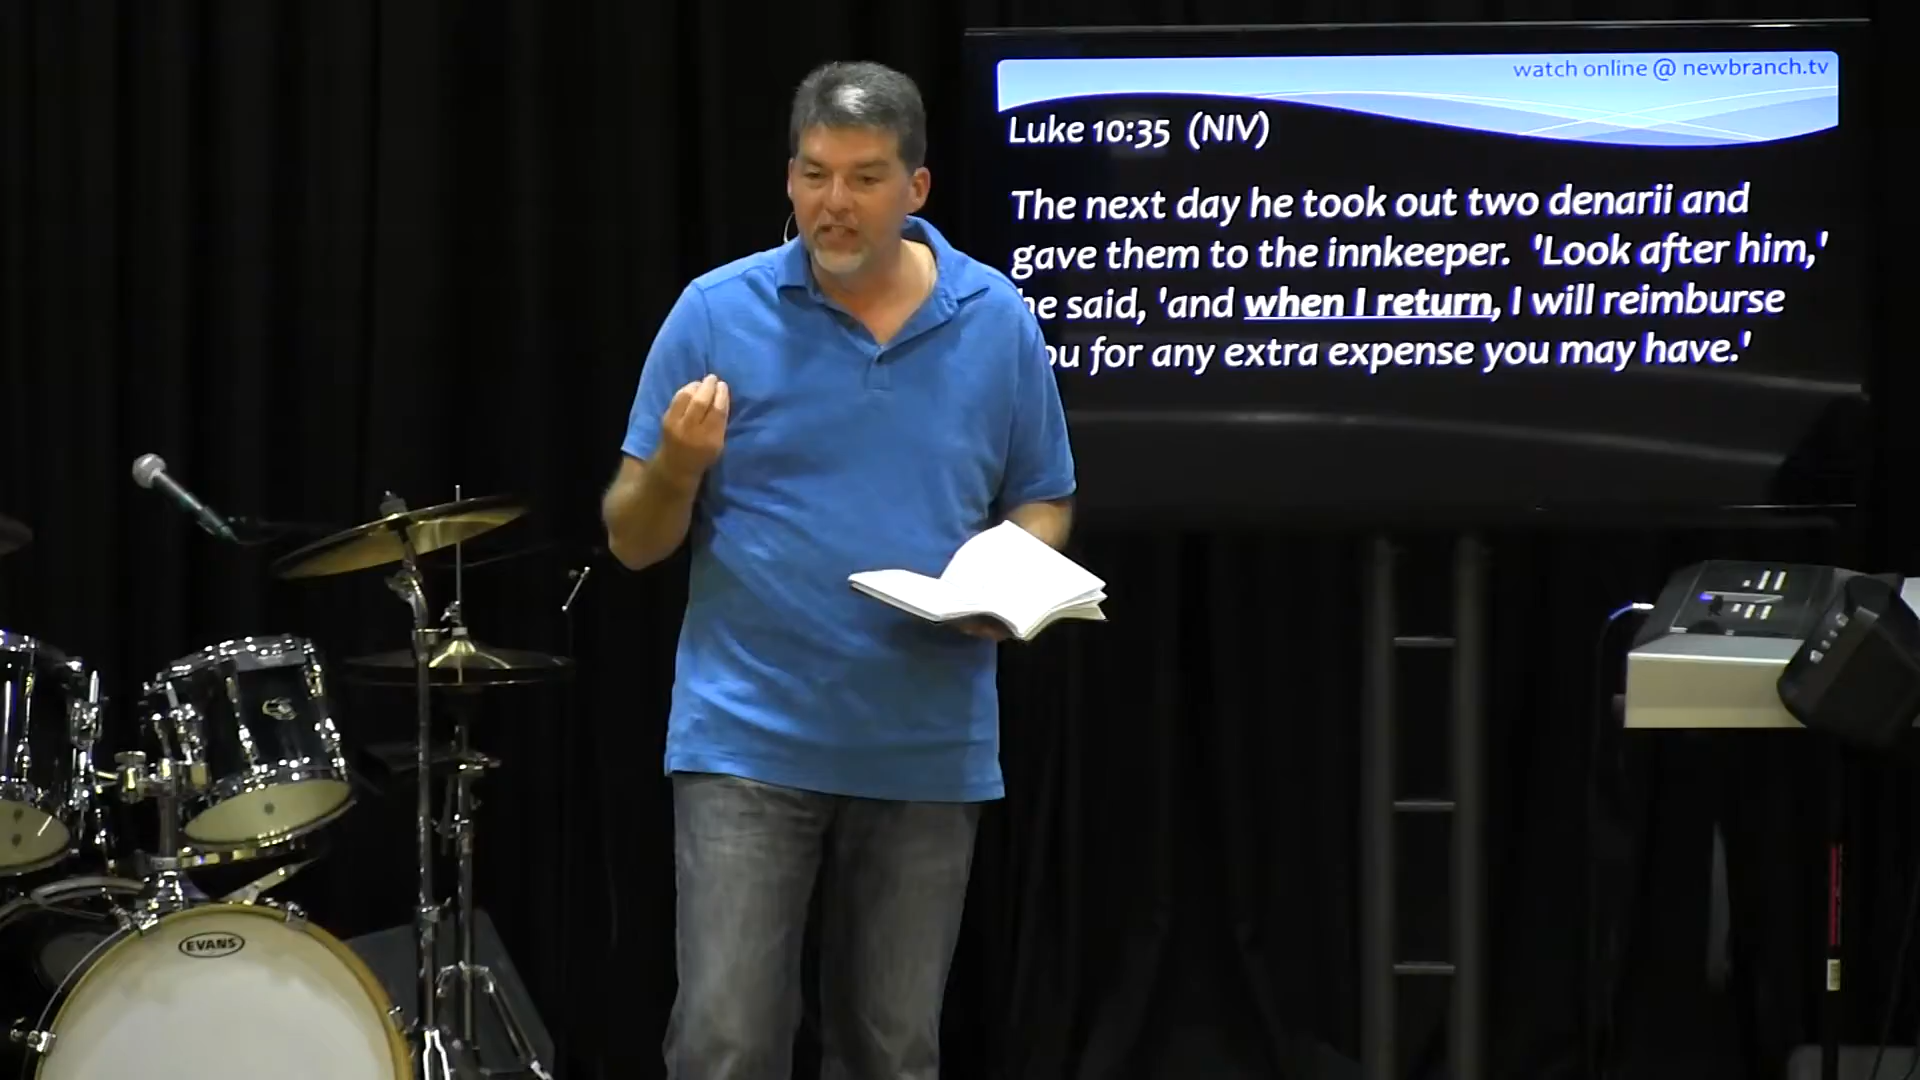 watch online @ newbranch.tv
Luke 10:35 (NIV)
The next day he took out two denarii and
gave them to the innkeeper. 'Look after him,'
he said, 'and when I return, I will reimburse
you for any extra expense you may have.'
EVANS